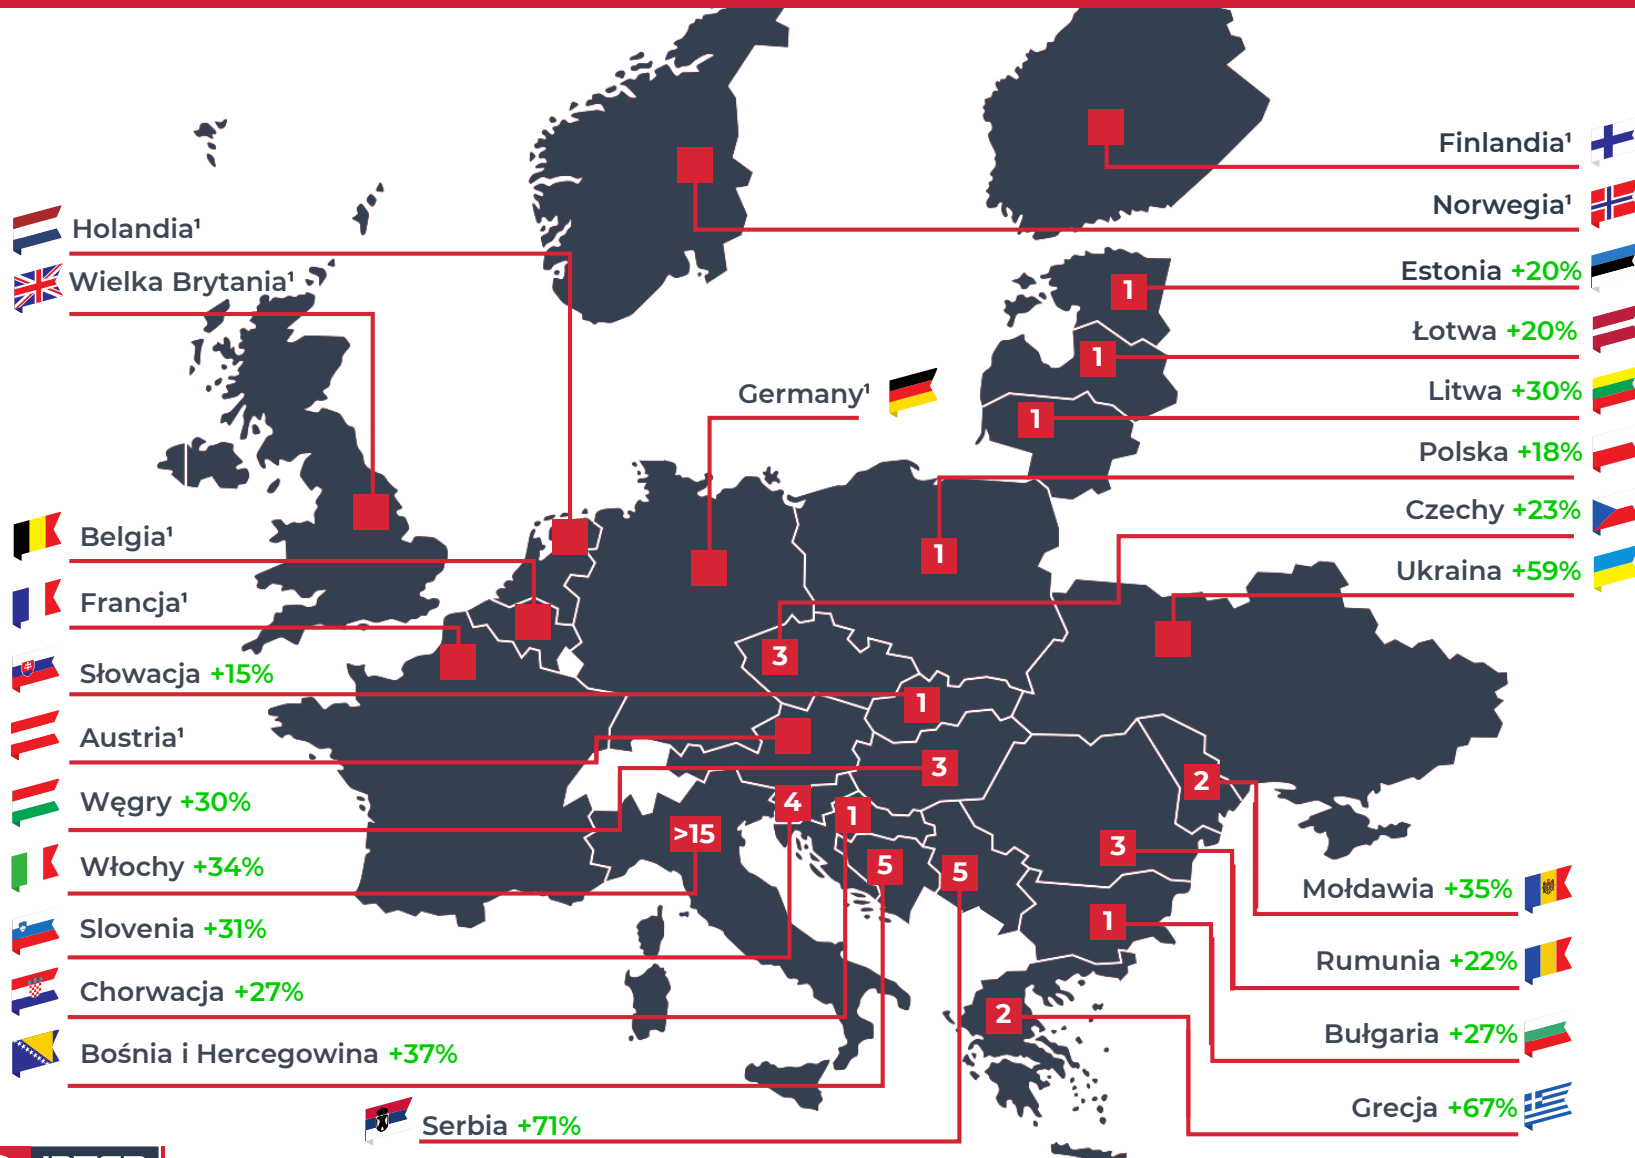 Finlandia¹
Norwegia¹
Holandia¹
Estonia +20%
Wielka Brytania¹
1
Łotwa +20%
1
Germany¹
Litwa +30%
1
Polska +18%
Czechy +23%
Belgia¹
1
Ukraina +59%
Francja¹
3
Słowacja +15%
1
Austria¹
3
2
Węgry +30%
4
1
>15
3
Włochy +34%
5
5
Mołdawia +35%
1
Slovenia +31%
Rumunia +22%
Chorwacja +27%
2
Bułgaria +27%
Bośnia i Hercegowina +37%
Grecja +67%
Serbia +71%